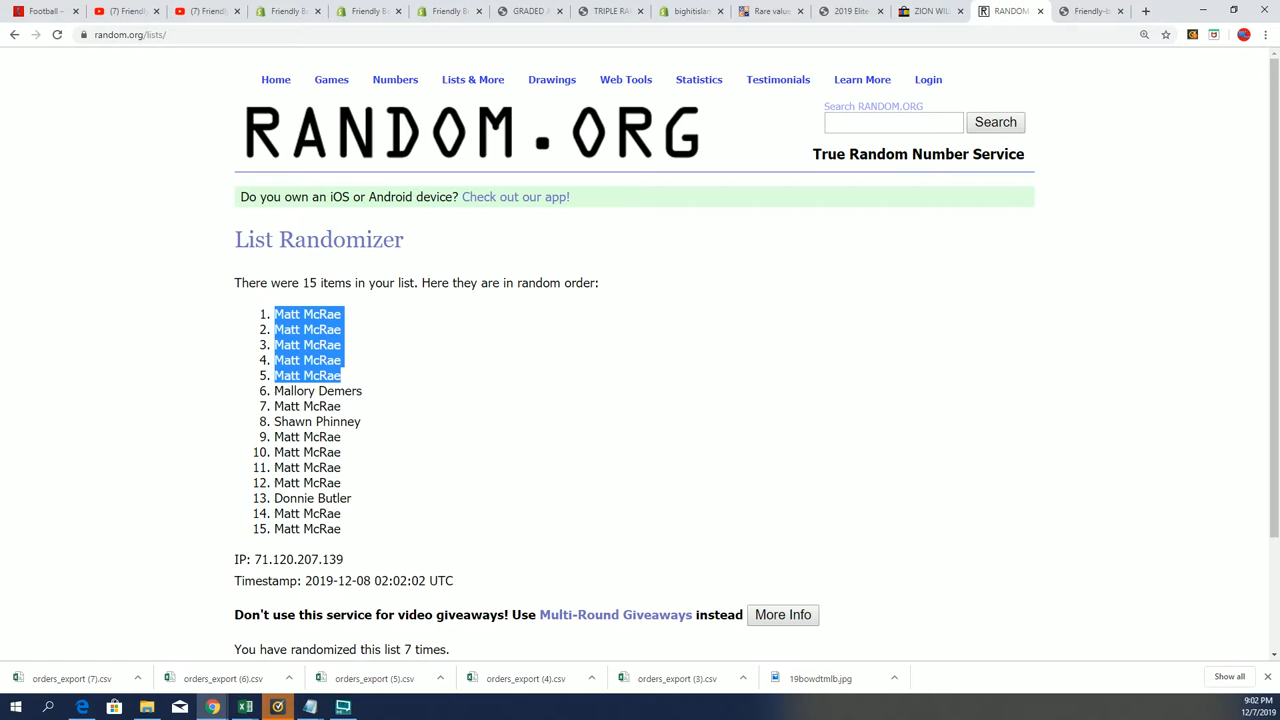 Football -
(7) Friendly
(7) Friendly
Friendly Bo
Friendly Bo
Friendly Bo
GRADED A
TRIPLE RA
bighitislan
Rare value
2019 Elite
ZION WIL
RANDOM
Friendly-b
random.org/lists/
Home
Games
Numbers
Lists & More
Drawings
Web Tools
Statistics
Testimonials
Learn More
Login
RANDOM.ORG
Search RANDOM.ORG
Search
True Random Number Service
Do you own an iOS or Android device? Check out our app!
List Randomizer
There were 15 items in your list. Here they are in random order:
1. Matt McRae
2. Matt McRae
3. Matt McRae
4. Matt McRae
5. Matt McRae
6. Mallory Demers
7. Matt McRae
8. Shawn Phinney
9. Matt McRae
10. Matt McRae
11. Matt McRae
12. Matt McRae
13. Donnie Butler
14. Matt McRae
15. Matt McRae
IP: 71.120.207.139
Timestamp: 2019-12-08 02:02:02 UTC
Don't use this service for video giveaways! Use Multi-Round Giveaways instead More Info
You have randomized this list 7 times.
orders_export (7).csv
orders_export (6).csv
orders_export (5).csv
orders_export (4).csv
orders_export (3).csv
19bowdtmlb.jpg
Show all
9:02 PM
12/7/2019